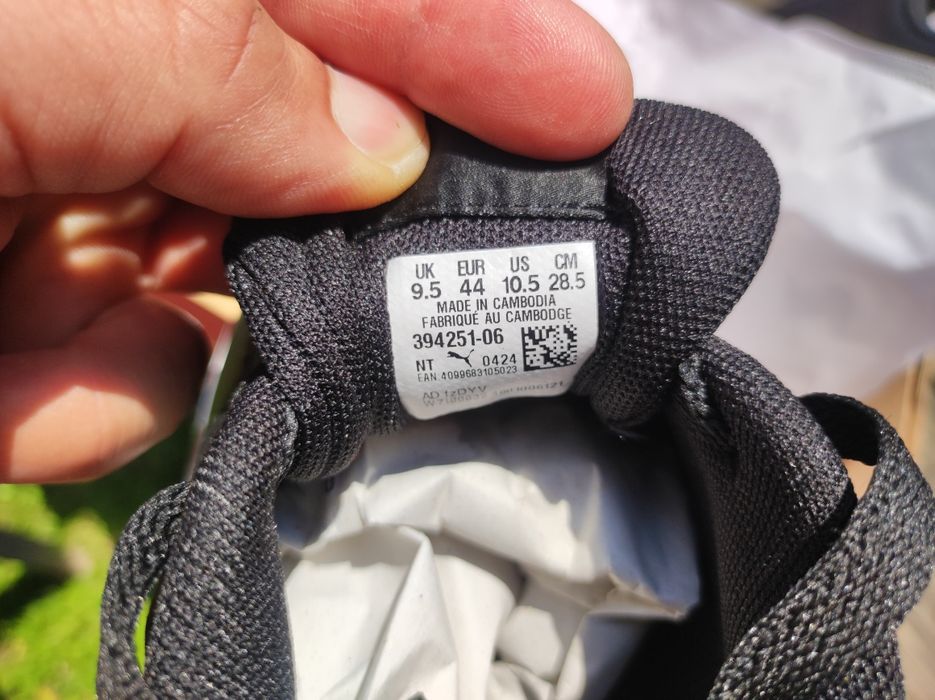 UK EUR US CM
9.5 44 10.5 28.5
MADE IN CAMBODIA
FABRIQUÉ AU CAMBODGE
394251-06
NT 0424
EAN 4099683105023